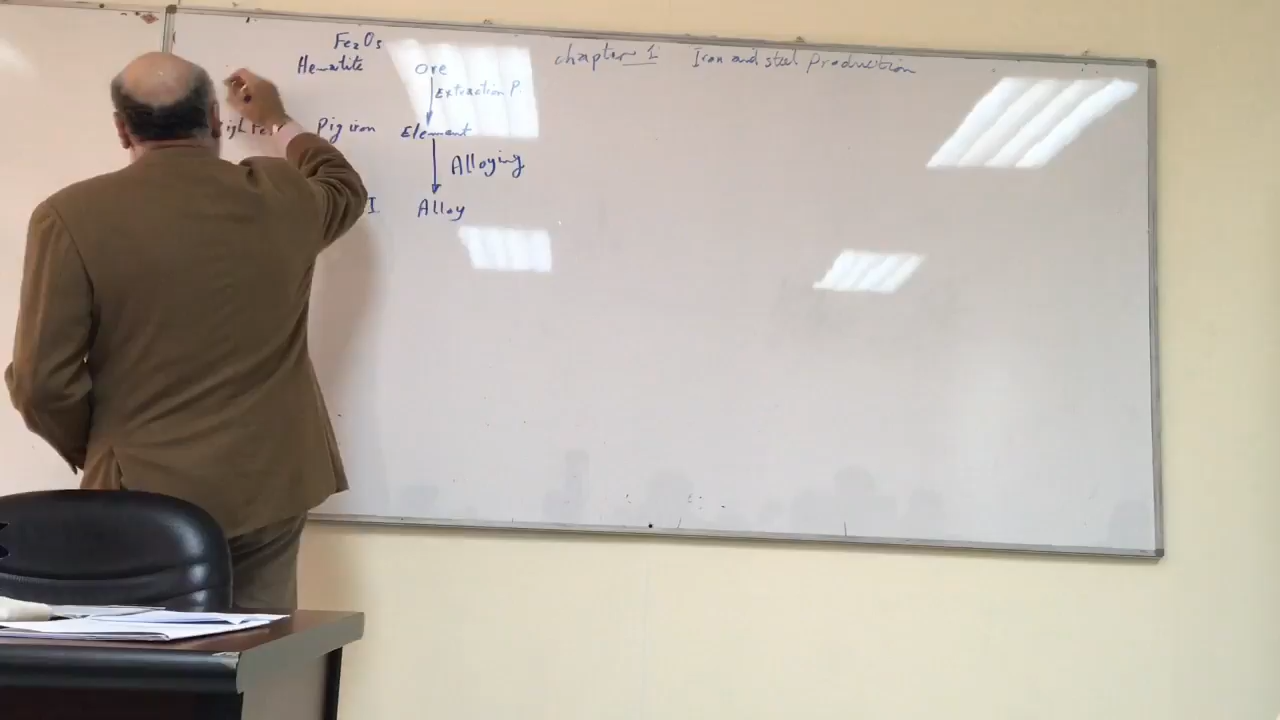 chapter 1 Iron and steel Production
Fe2O3
Hematite Ore
Extraction P.
Pig iron Element
Alloying
I Alloy